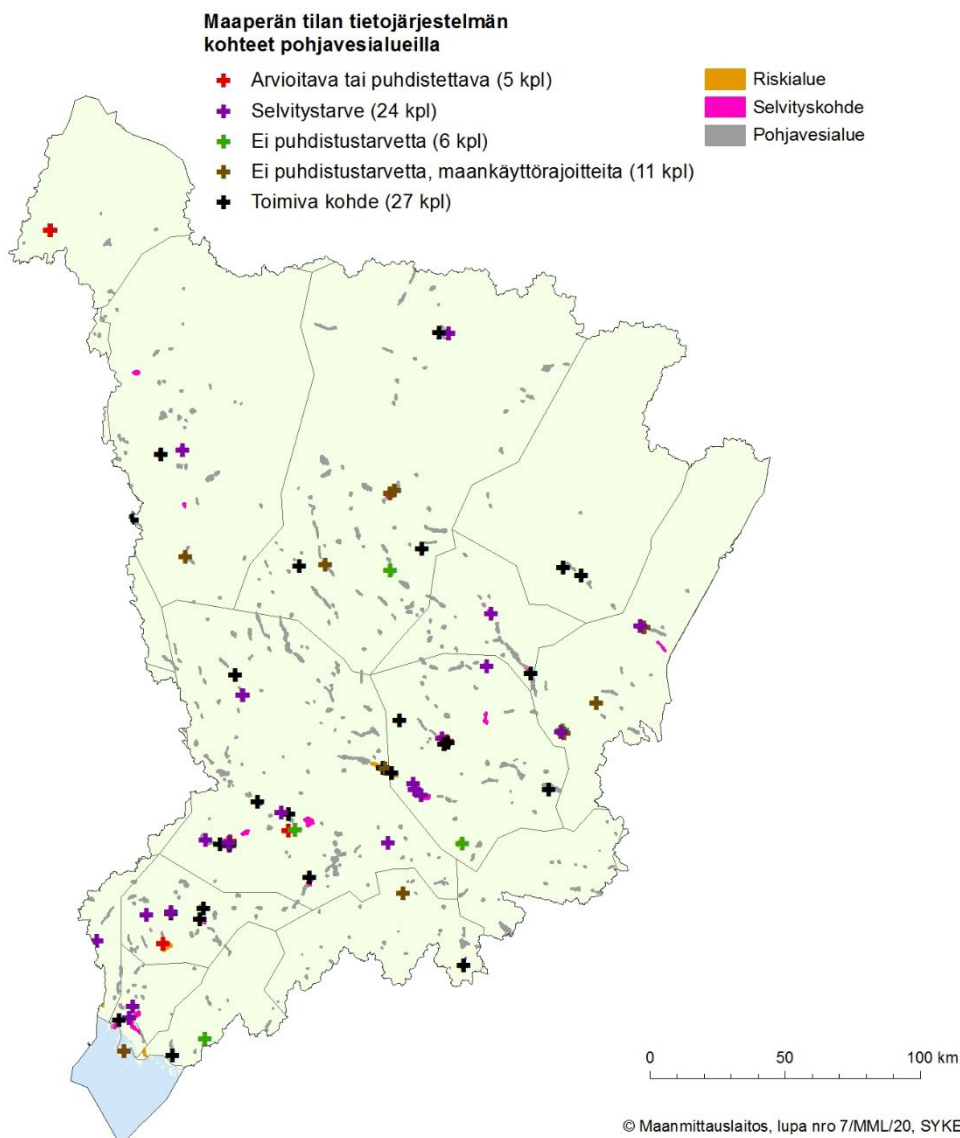 Maaperän tilan tietojärjestelmän
kohteet pohjavesialueilla
Arvioitava tai puhdistettava (5 kpl)
Selvitystarve (24 kpl)
Ei puhdistustarvetta (6 kpl)
Ei puhdistustarvetta, maankäyttörajoitteita (11 kpl)
Toimiva kohde (27 kpl)
Riskialue
Selvityskohde
Pohjavesialue
0 50 100 km
© Maanmittauslaitos, lupa nro 7/MML/20, SYKE